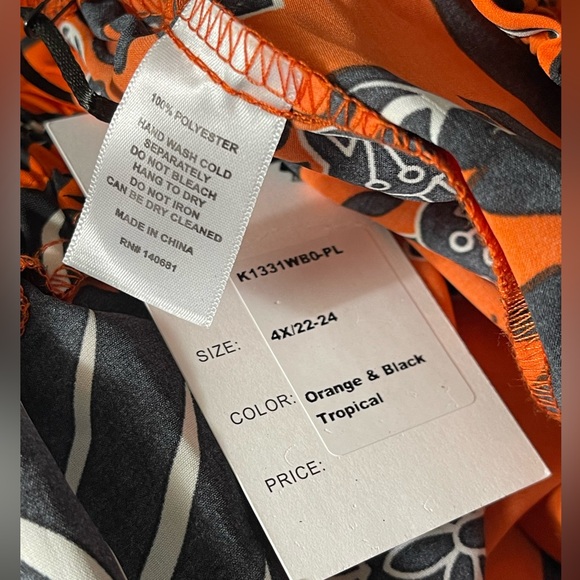 100% POLYESTER
HAND WASH COLD
SEPARATELY
DO NOT BLEACH
HANG TO DRY
DO NOT IRON
CAN BE DRY CLEANED
MADE IN CHINA
RN# 140681
K1331WB0-PL
SIZE: 4X/22-24
COLOR: Orange & Black
Tropical
PRICE: